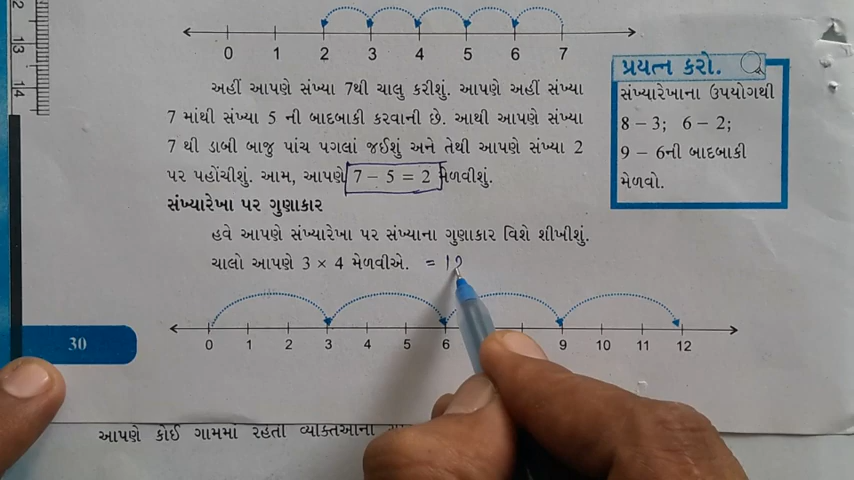 12
13
14
0 1 2 3 4 5 6 7
અહીં આપણે સંખ્યા 7થી ચાલુ કરીશું. આપણે અહીં સંખ્યા
7 માંથી સંખ્યા 5 ની બાદબાકી કરવાની છે. આથી આપણે સંખ્યા
7 થી ડાબી બાજુ પાંચ પગલાં જઈશું અને તેથી આપણે સંખ્યા 2
પર પહોંચીશું. આમ, આપણે 7 – 5 = 2 મેળવીશું.
પ્રયત્ન કરો.
સંખ્યારેખાના ઉપયોગથી
8 – 3; 6 – 2;
9 – 6ની બાદબાકી
મેળવો.
સંખ્યારેખા પર ગુણાકાર
હવે આપણે સંખ્યારેખા પર સંખ્યાના ગુણાકાર વિશે શીખીશું.
ચાલો આપણે 3 × 4 મેળવીએ. = 12
0 1 2 3 4 5 6 9 10 11 12
30
આપણે કોઈ ગામમાં રહતી